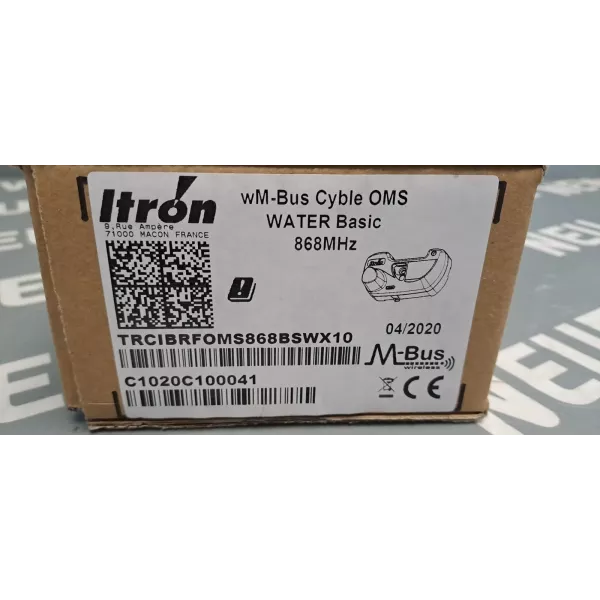 Itron
9,Rue Ampère
71000 MACON FRANCE
wM-Bus Cyble OMS
WATER Basic
868MHz
TRCIBRFOMS868BSWX10
04/2020
C1020C100041
M-Bus
wireless
CE